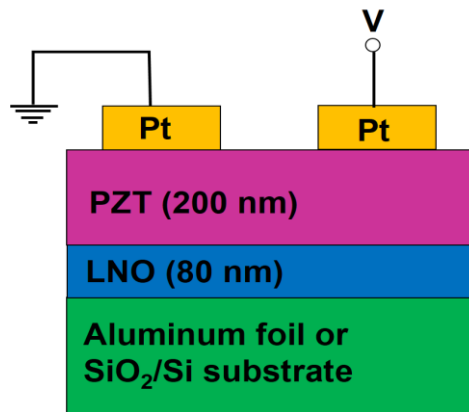 V
Pt
Pt
PZT (200 nm)
LNO (80 nm)
Aluminum foil or
SiO₂/Si substrate